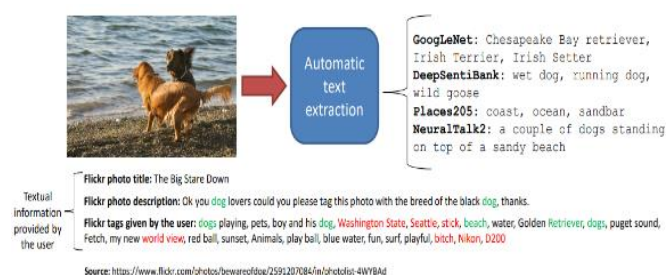 Automatic
text
extraction
GoogLeNet: Chesapeake Bay retriever,
Irish Terrier, Irish Setter
DeepSentiBank: wet dog, running dog,
wild goose
Places205: coast, ocean, sandbar
NeuralTalk2: a couple of dogs standing
on top of a sandy beach
Textual
information
provided by
the user
Flickr photo title: The Big Stare Down
Flickr photo description: Ok you dog lovers could you please tag this photo with the breed of the black dog, thanks.
Flickr tags given by the user: dogs playing, pets, boy and his dog, Washington State, Seattle, stick, beach, water, Golden Retriever, dogs, puget sound,
Fetch, my new world view, red ball, sunset, Animals, play ball, blue water, fun, surf, playful, bitch, Nikon, D200
Source: https://www.flickr.com/photos/bewareofdog/2591207084/in/photolist-4WYBAd